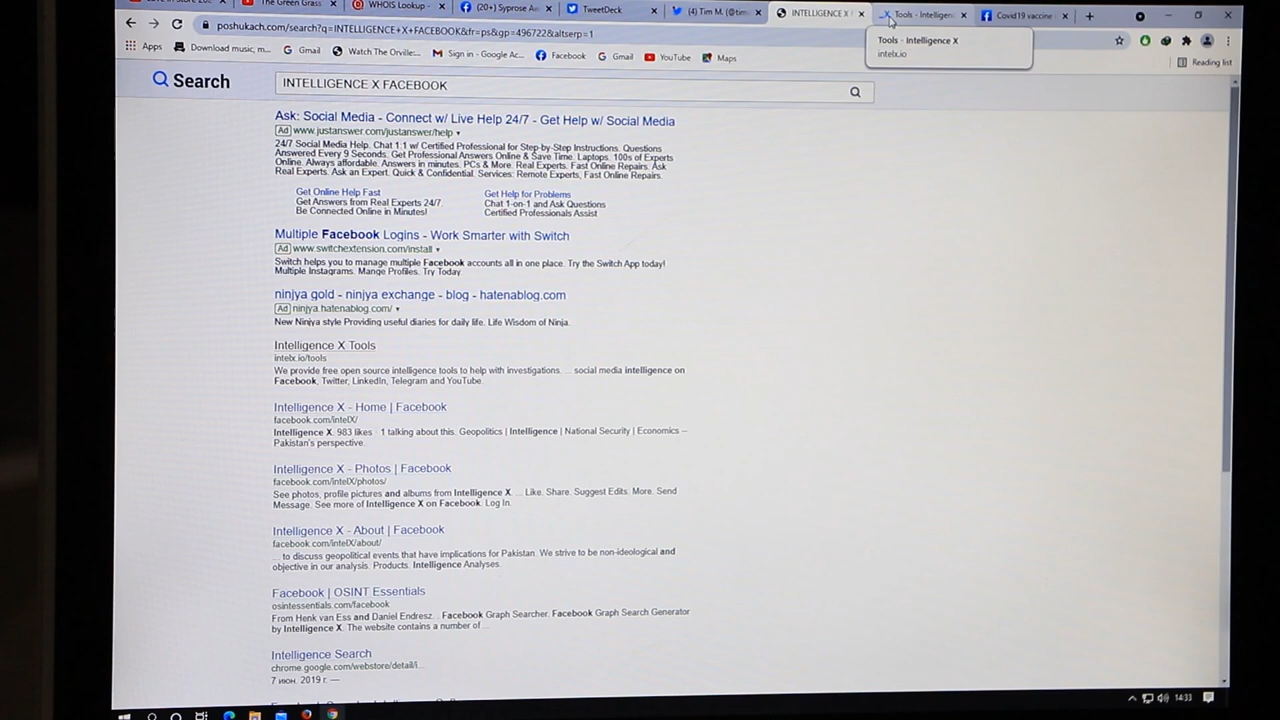 The Green Grass
WHOIS Lookup -
(20+) Syprose A
TweetDeck
(4) Tim M. (@tim
INTELLIGENCE X
Tools - Intelligen
Covid19 vaccine
poshukach.com/search?q=INTELLIGENCE+X+FACEBOOK&fr=ps&gp=496722&altserp=1
Tools - Intelligence X
intelx.io
Apps
Download music, m...
Gmail
Watch The Orville:...
Sign in - Google Ac...
Facebook
Gmail
YouTube
Maps
Reading list
Search
INTELLIGENCE X FACEBOOK
Ask: Social Media - Connect w/ Live Help 24/7 - Get Help w/ Social Media
Ad www.justanswer.com/justanswer/help
24/7 Social Media Help. Chat 1:1 w/ Certified Professional for Step-by-Step Instructions. Questions
Answered Every 9 Seconds. Get Professional Answers Online & Save Time. Laptops. 100s of Experts
Online. Always affordable. Answers in minutes. PCs & More. Real Experts. Fast Online Repairs. Ask
Real Experts. Ask an Expert. Quick & Confidential. Services: Remote Experts, Fast Online Repairs.
Get Online Help Fast
Get Answers from Real Experts 24/7.
Be Connected Online in Minutes!
Get Help for Problems
Chat 1-on-1 and Ask Questions
Certified Professionals Assist
Multiple Facebook Logins - Work Smarter with Switch
Ad www.switchextension.com/install
Switch helps you to manage multiple Facebook accounts all in one place. Try the Switch App today!
Multiple Instagrams. Mange Profiles. Try Today.
ninjya gold - ninjya exchange - blog - hatenablog.com
Ad ninjya.hatenablog.com/
New Ninjya style Providing useful diaries for daily life. Life Wisdom of Ninja.
Intelligence X Tools
intelx.io/tools
We provide free open source intelligence tools to help with investigations. ... social media intelligence on
Facebook, Twitter, LinkedIn, Telegram and YouTube.
Intelligence X - Home | Facebook
facebook.com/intelX/
Intelligence X. 983 likes · 1 talking about this. Geopolitics | Intelligence | National Security | Economics –
Pakistan's perspective.
Intelligence X - Photos | Facebook
facebook.com/intelX/photos/
See photos, profile pictures and albums from Intelligence X. ... Like. Share. Suggest Edits. More. Send
Message. See more of Intelligence X on Facebook. Log In.
Intelligence X - About | Facebook
facebook.com/intelX/about/
... to discuss geopolitical events that have implications for Pakistan. We strive to be non-ideological and
objective in our analysis. Products. Intelligence Analyses.
Facebook | OSINT Essentials
osintessentials.com/facebook
From Henk van Ess and Daniel Endresz. . Facebook Graph Searcher. Facebook Graph Search Generator
by Intelligence X. The website contains a number of ...
Intelligence Search
chrome.google.com/webstore/detail/i...
7 июн. 2019 г. —
14:33